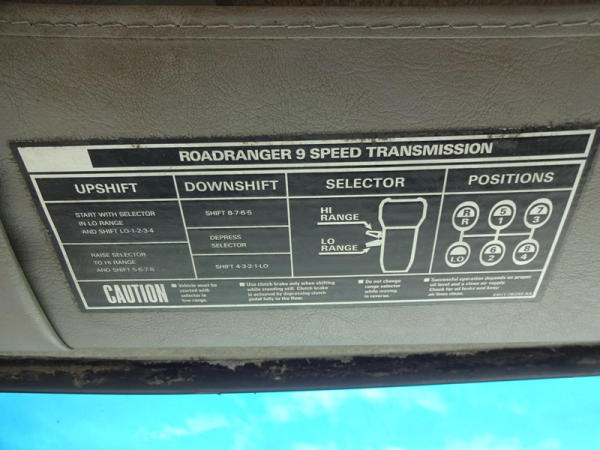 ROADRANGER 9 SPEED TRANSMISSION
UPSHIFT
START WITH SELECTOR
IN LO RANGE
AND SHIFT LO-1-2-3-4
RAISE SELECTOR
TO HI RANGE
AND SHIFT 5-6-7-8
DOWNSHIFT
SHIFT 8-7-6-5
DEPRESS
SELECTOR
SHIFT 4-3-2-1-LO
SELECTOR
HI
RANGE
LO
RANGE
POSITIONS
R 5 7
R 1 3
LO 6 8
2 4
CAUTION
Vehicle must be
started with
selector in
low range.
Use clutch brake only when shifting
while standing still. Clutch brake
is actuated by depressing clutch
pedal fully to the floor.
Do not change
range selector
while moving
in reverse.
Successful operation depends on proper
oil level and a clean air supply.
Check for oil leaks and keep
air lines clean.